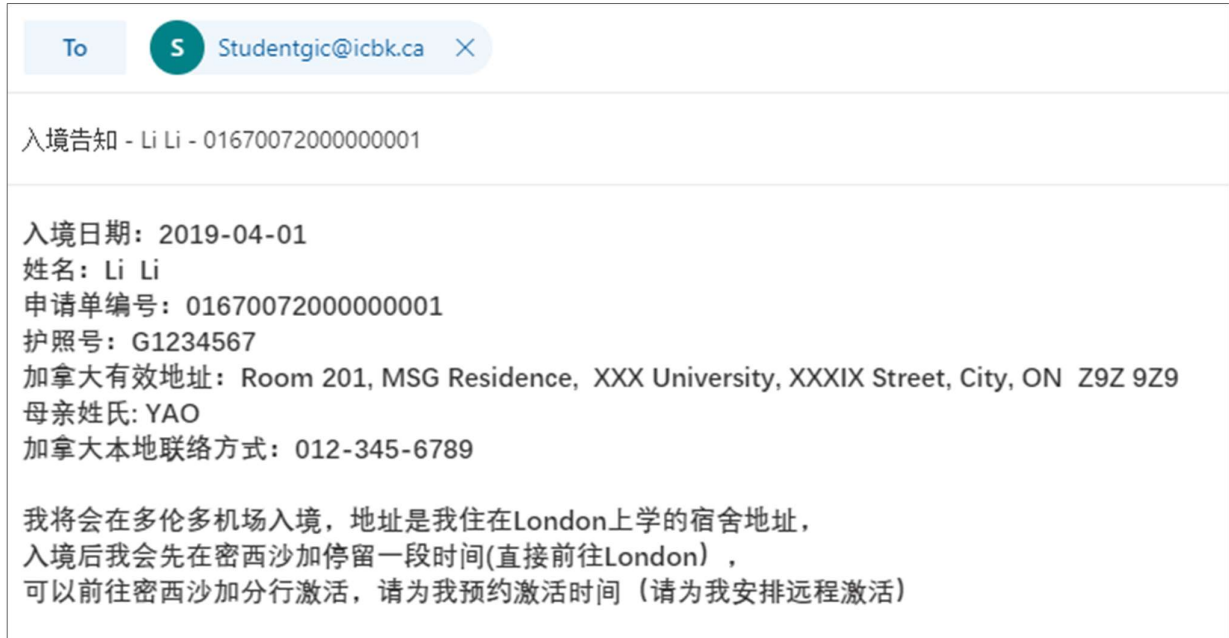 To S Studentgic@icbk.ca ×
入境告知 - Li Li - 01670072000000001
入境日期：2019-04-01
姓名：Li Li
申请单编号：01670072000000001
护照号：G1234567
加拿大有效地址：Room 201, MSG Residence, XXX University, XXXIX Street, City, ON Z9Z 9Z9
母亲姓氏: YAO
加拿大本地联络方式：012-345-6789
我将会在多伦多机场入境，地址是我住在London上学的宿舍地址，
入境后我会先在密西沙加停留一段时间(直接前往London），
可以前往密西沙加分行激活，请为我预约激活时间（请为我安排远程激活）